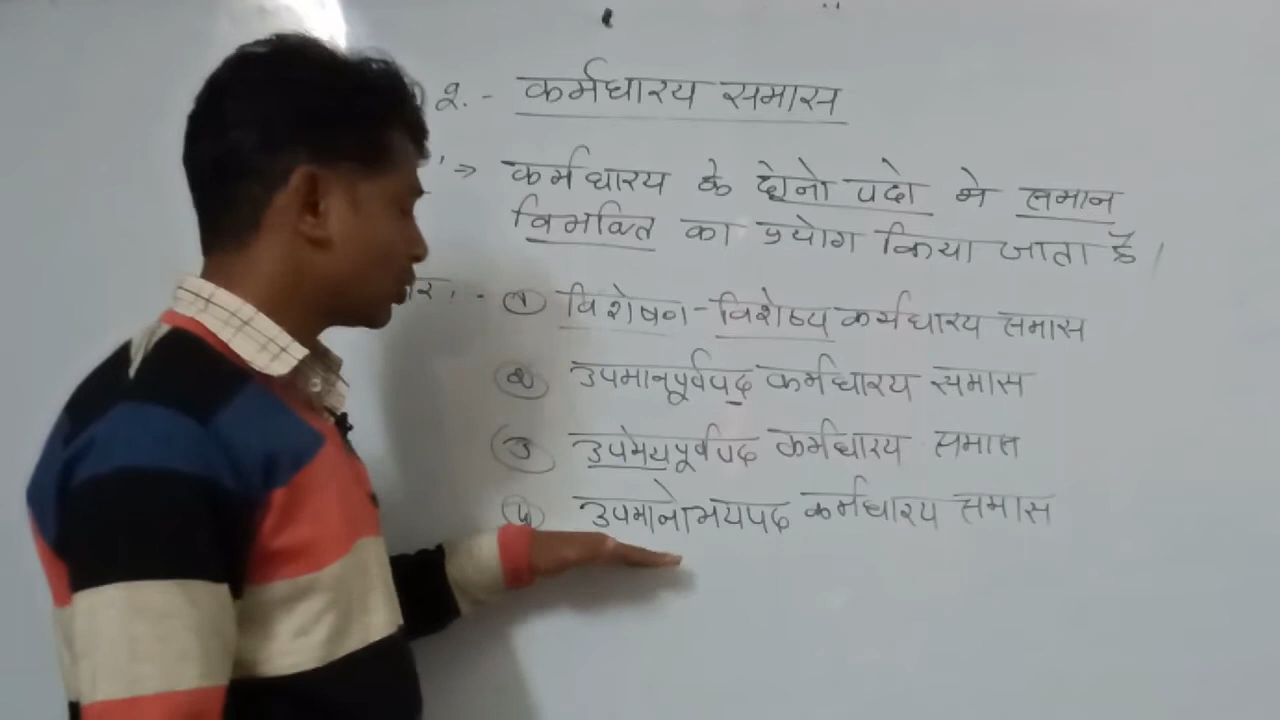 २. - कर्मधारय समास
⇒ कर्मधारय के दोनो पदो मे समान
विभक्ति का प्रयोग किया जाता है।
① विशेषण-विशेष्य कर्मधारय समास
② उपमानपूर्वपद कर्मधारय समास
③ उपमेयपूर्वपद कर्मधारय समास
④ उपमानोभयपद कर्मधारय समास